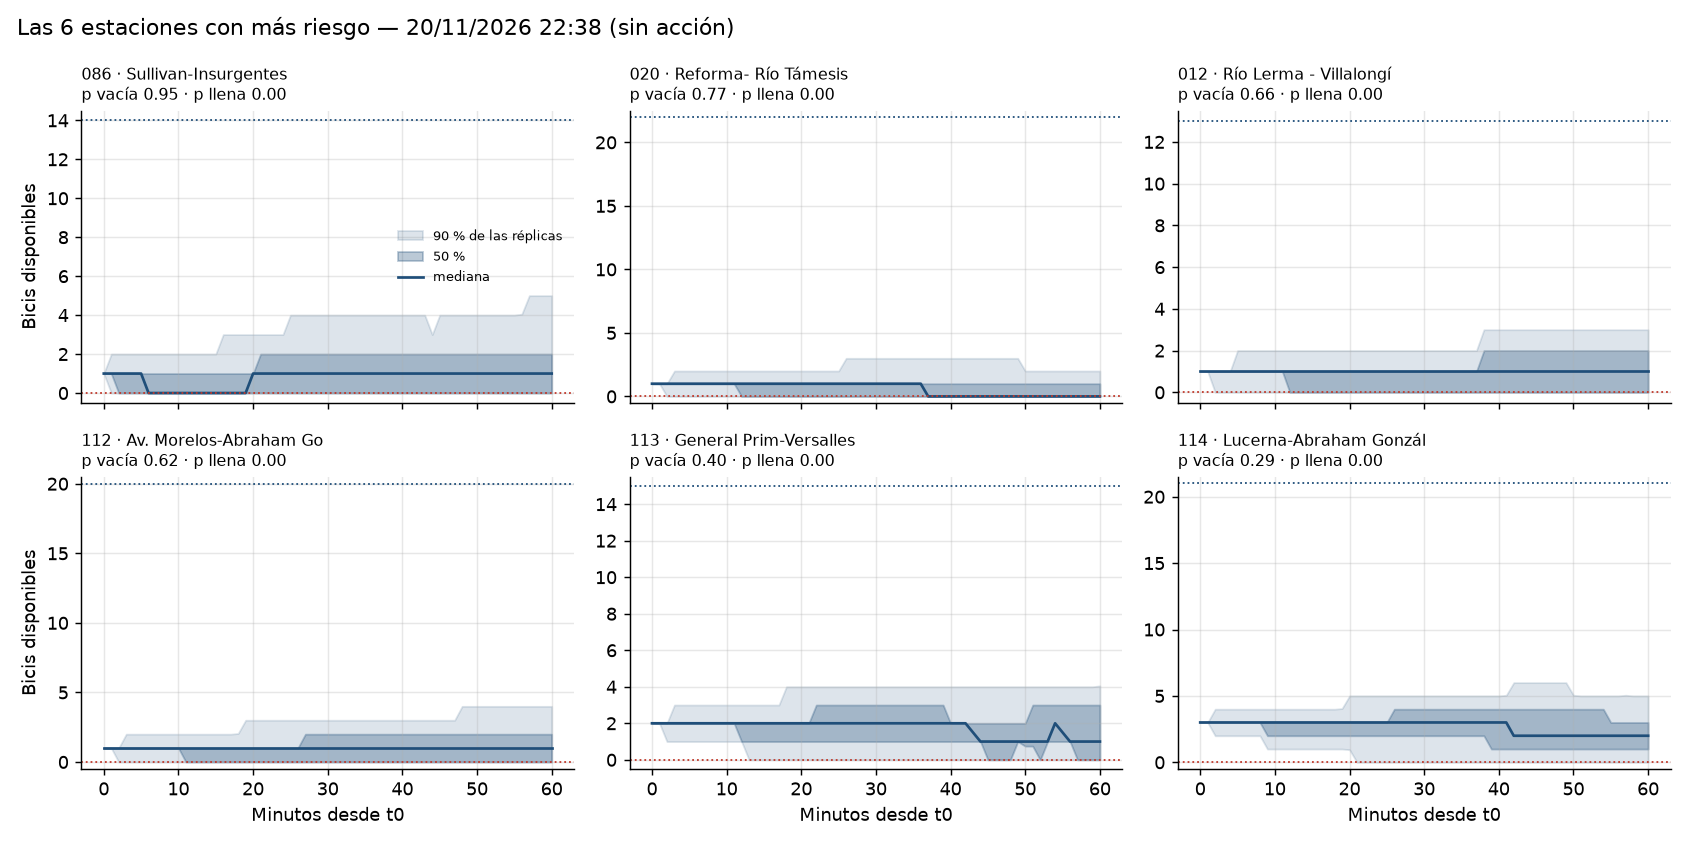 Las 6 estaciones con más riesgo — 20/11/2026 22:38 (sin acción)
086 · Sullivan-Insurgentes
p vacía 0.95 · p llena 0.00
14
12
10
8
6
4
2
0
Bicis disponibles
90 % de las réplicas
50 %
mediana
020 · Reforma- Río Támesis
p vacía 0.77 · p llena 0.00
20
15
10
5
0
012 · Río Lerma - Villalongí
p vacía 0.66 · p llena 0.00
12
10
8
6
4
2
0
112 · Av. Morelos-Abraham Go
p vacía 0.62 · p llena 0.00
20
15
10
5
0
Bicis disponibles
0 10 20 30 40 50 60
Minutos desde t0
113 · General Prim-Versalles
p vacía 0.40 · p llena 0.00
14
12
10
8
6
4
2
0
0 10 20 30 40 50 60
Minutos desde t0
114 · Lucerna-Abraham Gonzál
p vacía 0.29 · p llena 0.00
20
15
10
5
0
0 10 20 30 40 50 60
Minutos desde t0